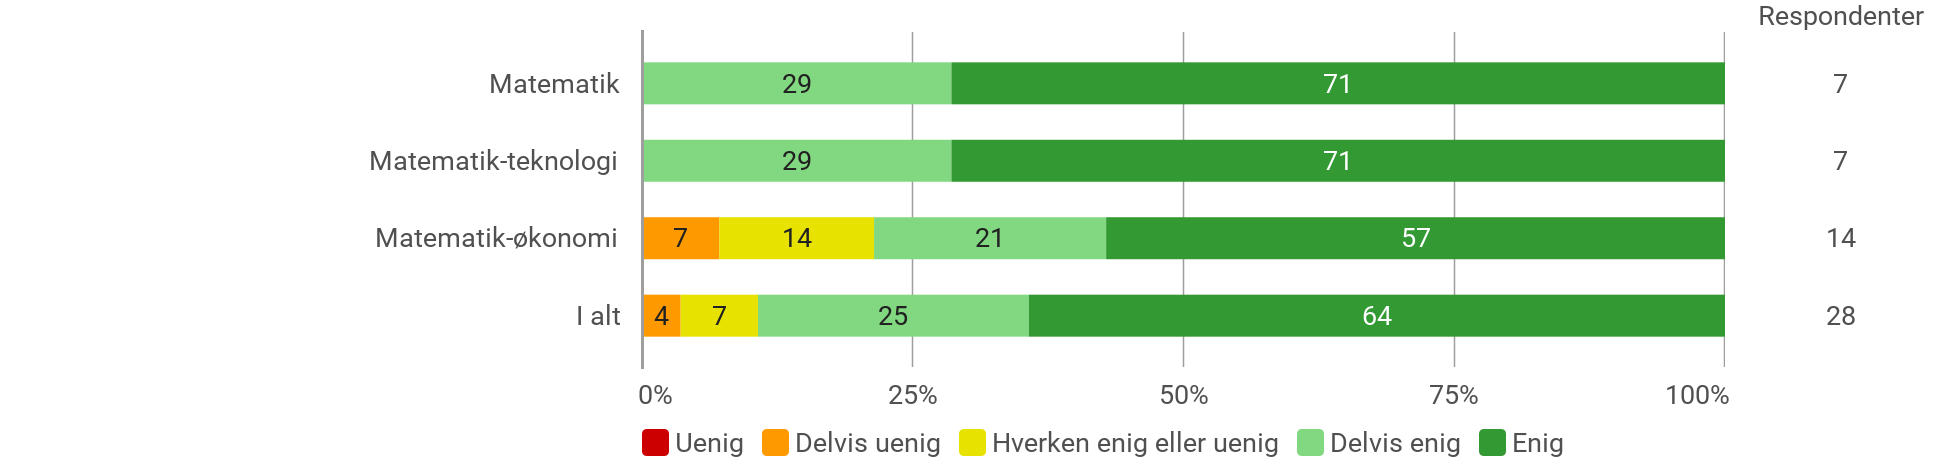 Respondenter
Matematik 29 71 7
Matematik-teknologi 29 71 7
Matematik-økonomi 7 14 21 57 14
I alt 4 7 25 64 28
0% 25% 50% 75% 100%
Uenig Delvis uenig Hverken enig eller uenig Delvis enig Enig